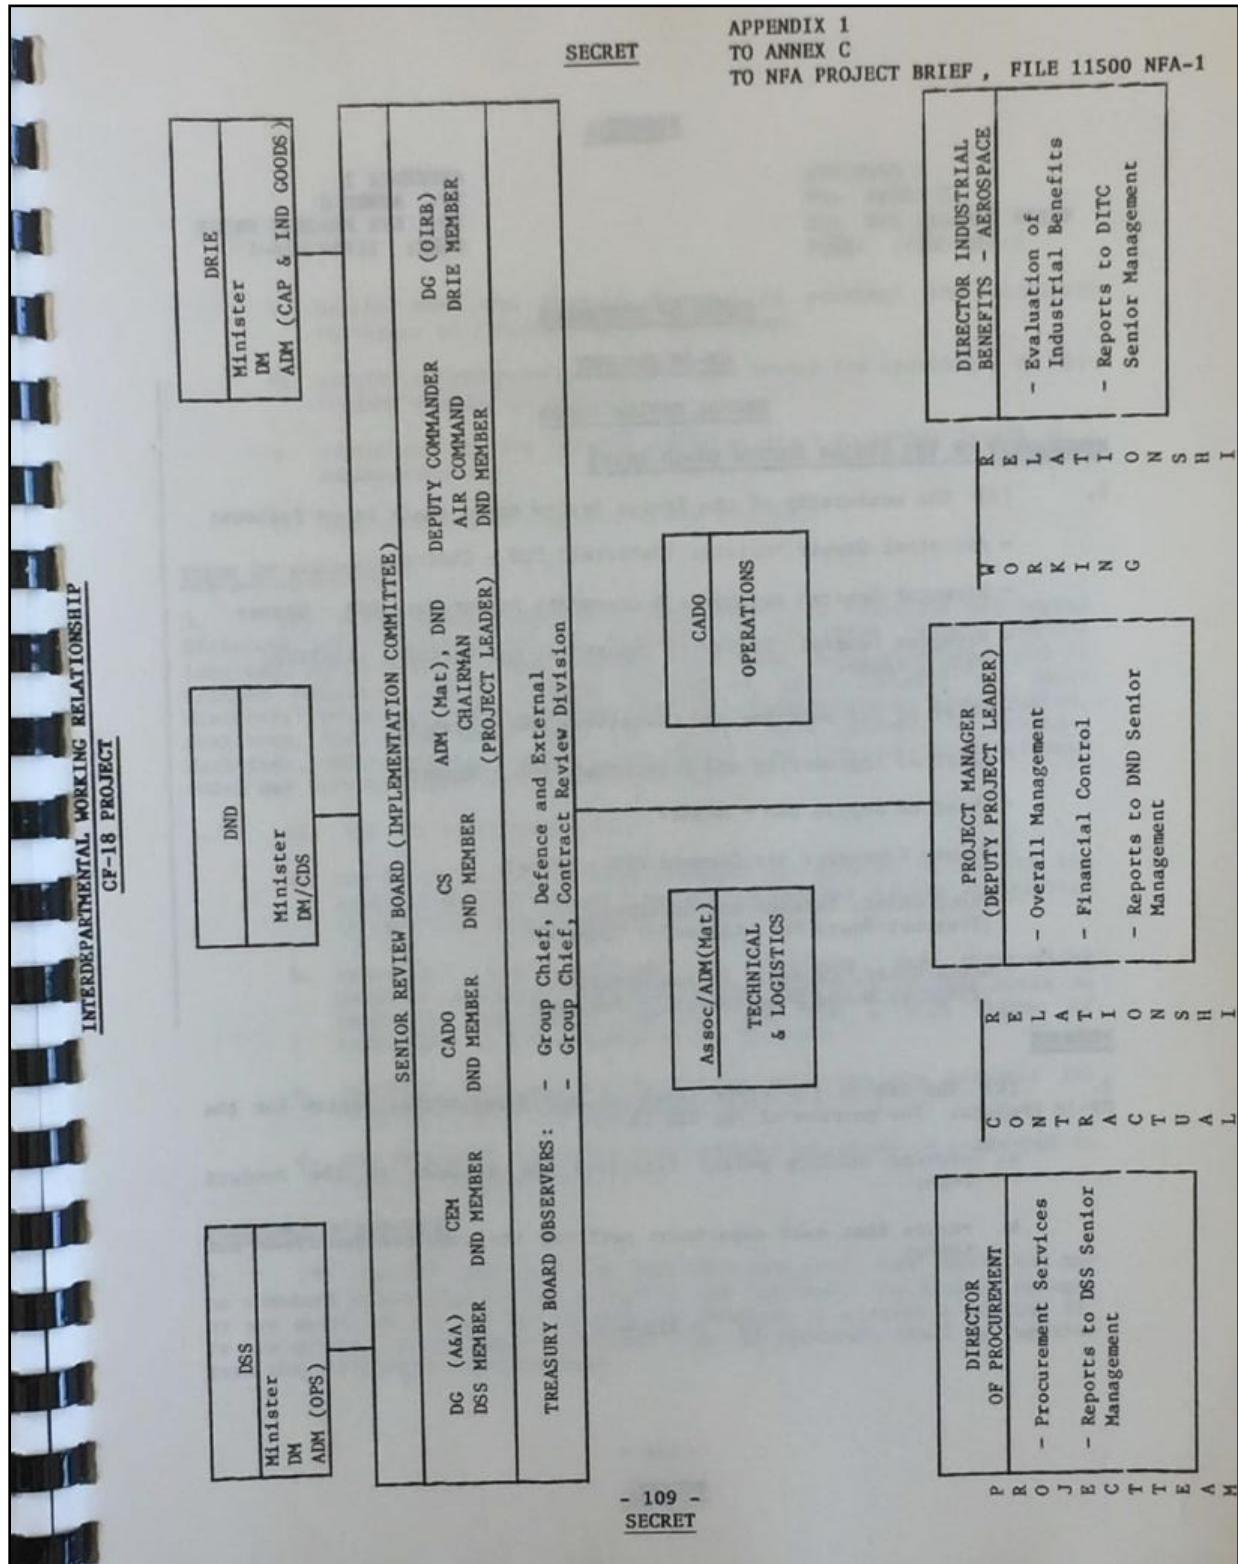 SECRET
APPENDIX 1
TO ANNEX C
TO NFA PROJECT BRIEF , FILE 11500 NFA-1
INTERDEPARTMENTAL WORKING RELATIONSHIP
CF-18 PROJECT
DSS
Minister
DM
ADM (OPS)
DND
Minister
DM/CDS
DRIE
Minister
DM
ADM (CAP & IND GOODS)
SENIOR REVIEW BOARD (IMPLEMENTATION COMMITTEE)
DG (A&A)
DSS MEMBER
CEM
DND MEMBER
CADO
DND MEMBER
CS
DND MEMBER
ADM (Mat), DND
CHAIRMAN
(PROJECT LEADER)
DEPUTY COMMANDER
AIR COMMAND
DND MEMBER
DG (OIRB)
DRIE MEMBER
TREASURY BOARD OBSERVERS: - Group Chief, Defence and External
- Group Chief, Contract Review Division
Assoc/ADM(Mat)
TECHNICAL
& LOGISTICS
CADO
OPERATIONS
PROJECT TEAM
DIRECTOR
OF PROCUREMENT
- Procurement Services
- Reports to DSS Senior
Management
CONTRACTUAL
RELATIONSHI
PROJECT MANAGER
(DEPUTY PROJECT LEADER)
- Overall Management
- Financial Control
- Reports to DND Senior
Management
WORKING
RELATIONSHI
DIRECTOR INDUSTRIAL
BENEFITS - AEROSPACE
- Evaluation of
Industrial Benefits
- Reports to DITC
Senior Management
- 109 -
SECRET